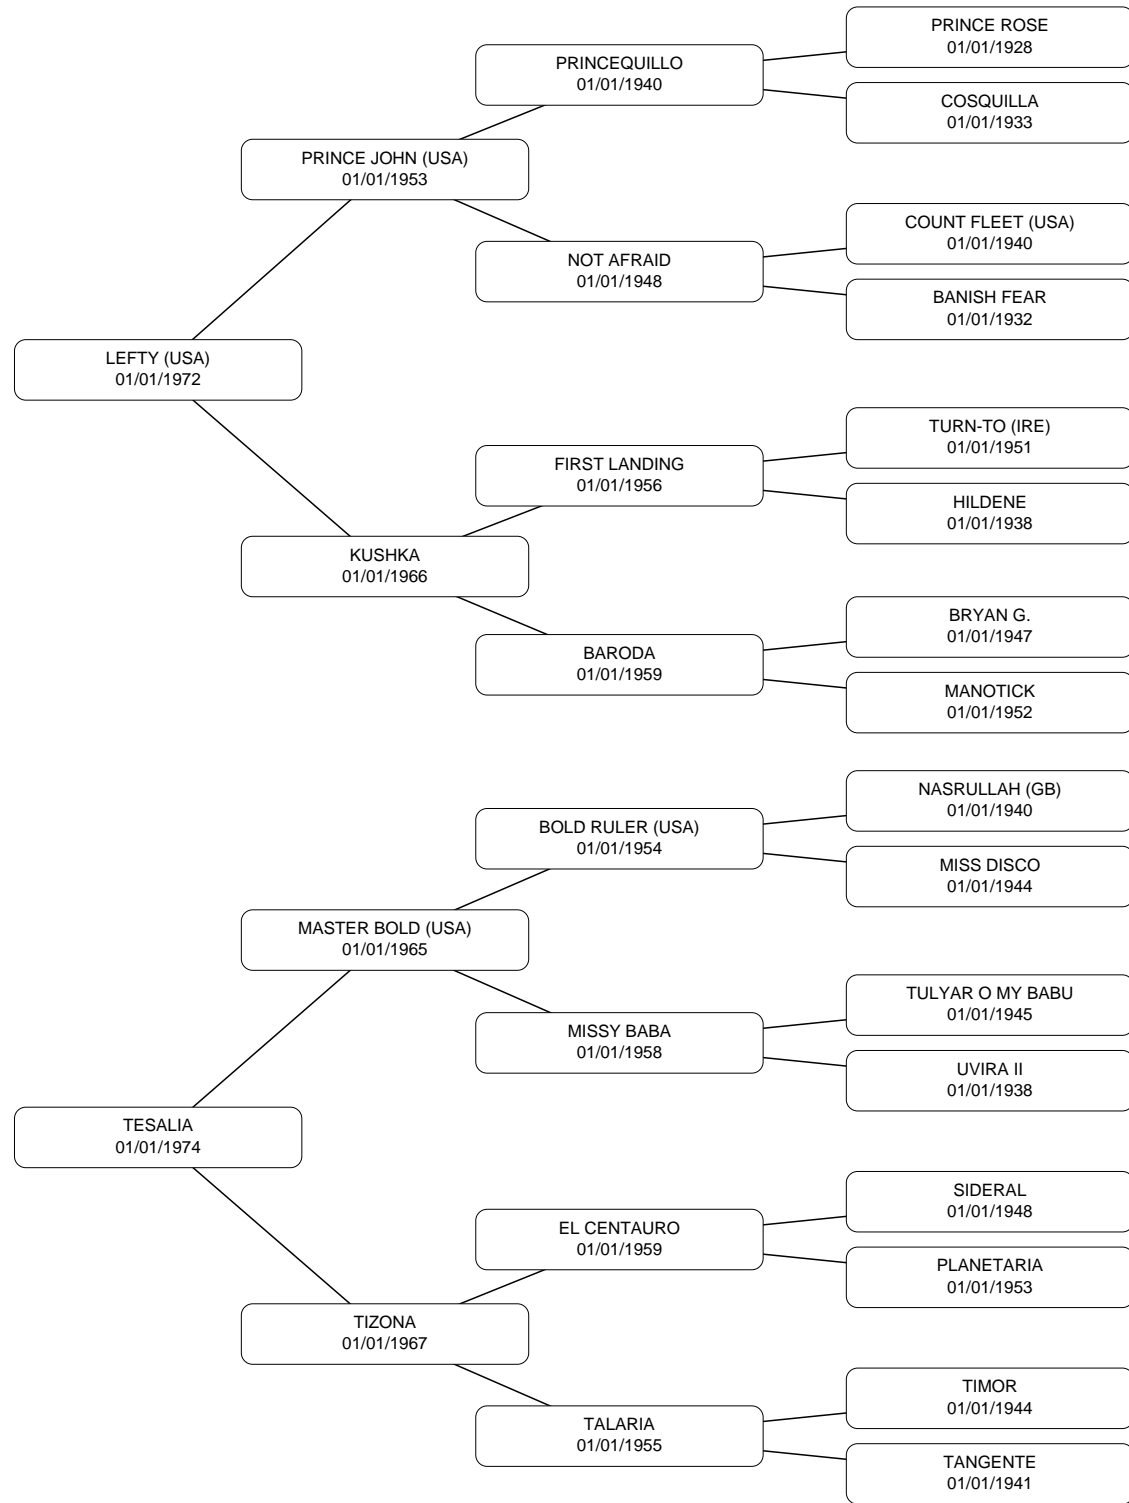 PRINCE ROSE
01/01/1928
PRINCEQUILLO
01/01/1940
COSQUILLA
01/01/1933
PRINCE JOHN (USA)
01/01/1953
COUNT FLEET (USA)
01/01/1940
NOT AFRAID
01/01/1948
BANISH FEAR
01/01/1932
LEFTY (USA)
01/01/1972
TURN-TO (IRE)
01/01/1951
FIRST LANDING
01/01/1956
HILDENE
01/01/1938
KUSHKA
01/01/1966
BRYAN G.
01/01/1947
BARODA
01/01/1959
MANOTICK
01/01/1952
NASRULLAH (GB)
01/01/1940
BOLD RULER (USA)
01/01/1954
MISS DISCO
01/01/1944
MASTER BOLD (USA)
01/01/1965
TULYAR O MY BABU
01/01/1945
MISSY BABA
01/01/1958
UVIRA II
01/01/1938
TESALIA
01/01/1974
SIDERAL
01/01/1948
EL CENTAURO
01/01/1959
PLANETARIA
01/01/1953
TIZONA
01/01/1967
TIMOR
01/01/1944
TALARIA
01/01/1955
TANGENTE
01/01/1941